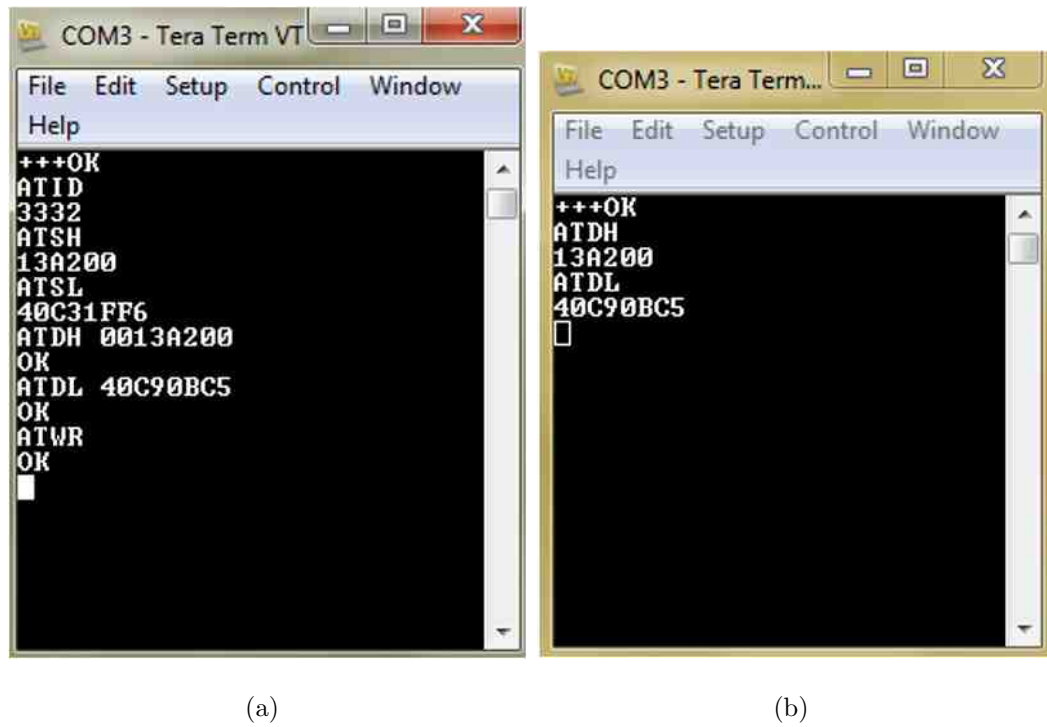 COM3 - Tera Term VT
File Edit Setup Control Window
Help
+++OK
ATID
3332
ATSH
13A200
ATSL
40C31FF6
ATDH 0013A200
OK
ATDL 40C90BC5
OK
ATWR
OK
(a)
COM3 - Tera Term...
File Edit Setup Control Window
Help
+++OK
ATDH
13A200
ATDL
40C90BC5
(b)